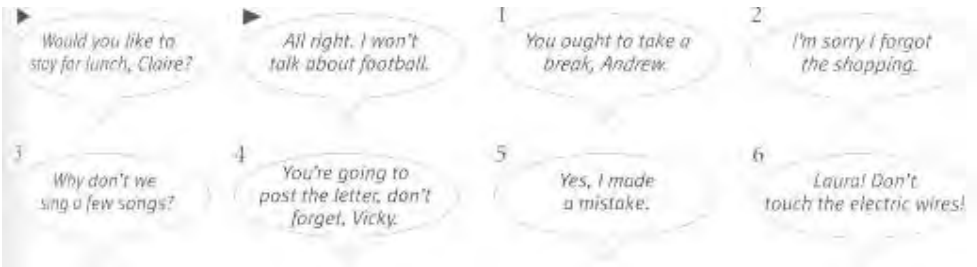 Would you like to
stay for lunch, Claire?
All right. I won't
talk about football.
1
You ought to take a
break, Andrew.
2
I'm sorry I forgot
the shopping.
3
Why don't we
sing a few songs?
4
You're going to
post the letter, don't
forget, Vicky.
5
Yes, I made
a mistake.
6
Laura! Don't
touch the electric wires!